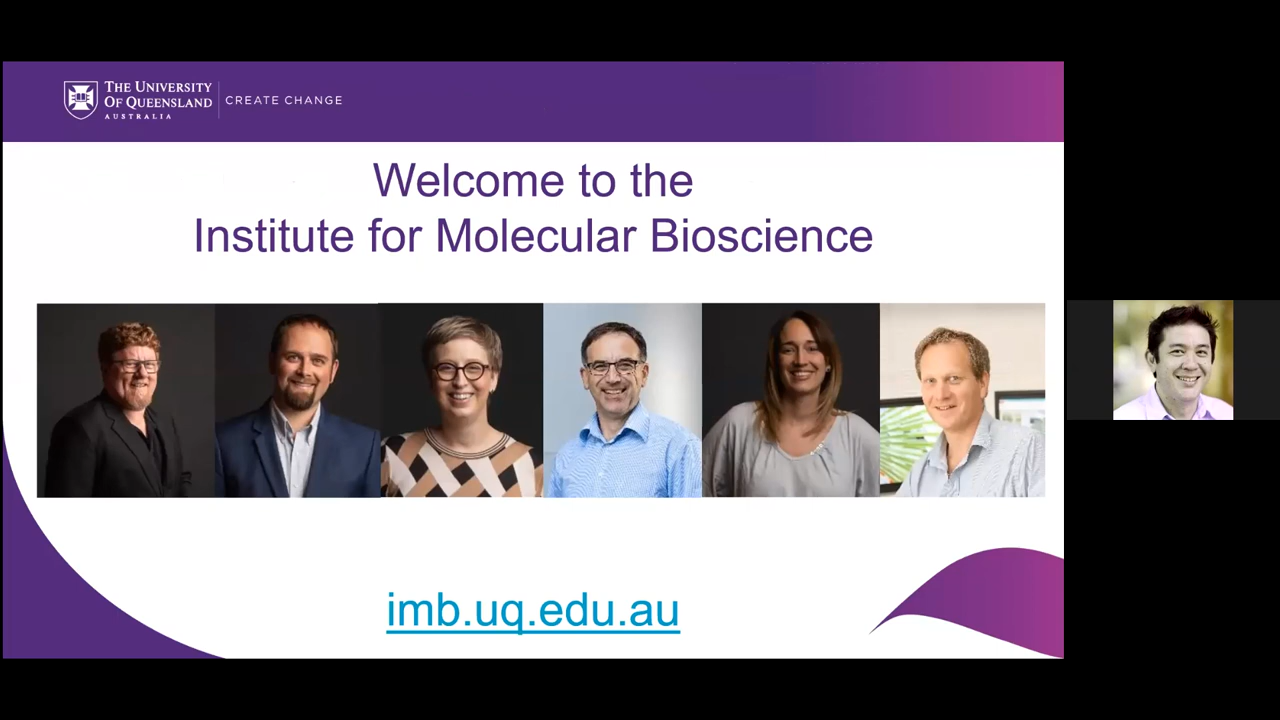 THE UNIVERSITY
OF QUEENSLAND
AUSTRALIA
CREATE CHANGE
Welcome to the
Institute for Molecular Bioscience
imb.uq.edu.au